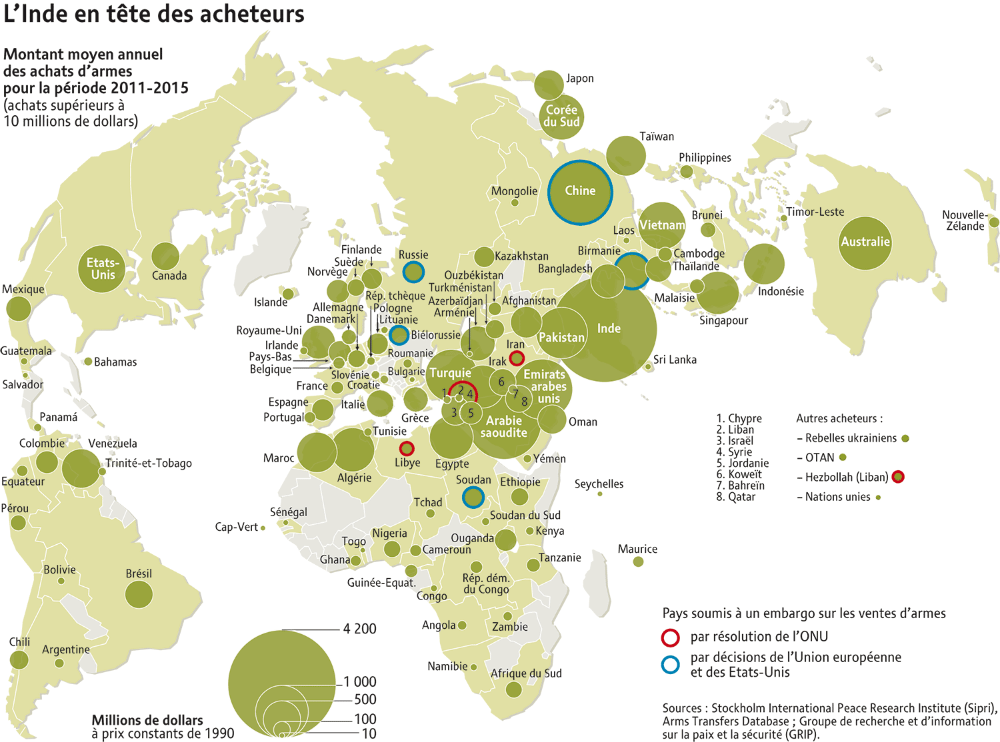 L’Inde en tête des acheteurs
Montant moyen annuel
des achats d’armes
pour la période 2011-2015
(achats supérieurs à
10 millions de dollars)
Japon
Corée
du Sud
Taïwan
Philippines
Mongolie
Chine
Vietnam
Brunei
Timor-Leste
Nouvelle-
Zélande
Laos
Australie
Birmanie
Cambodge
Bangladesh
Thaïlande
Indonésie
Malaisie
Singapour
Etats-
Unis
Canada
Mexique
Finlande
Suède
Norvège
Russie
Kazakhstan
Ouzbékistan
Turkménistan
Azerbaïdjan
Arménie
Afghanistan
Islande
Rép. tchèque
Allemagne
Pologne
Danemark
Lituanie
Royaume-Uni
Biélorussie
Pakistan
Inde
Irlande
Pays-Bas
Belgique
Roumanie
Iran
Irak
Sri Lanka
Guatemala
Bahamas
Salvador
Slovénie
Bulgarie
Croatie
France
Turquie
Emirats
arabes
unis
1
2
4
6
7
8
3
5
Espagne
Portugal
Italie
Grèce
Arabie
saoudite
Oman
Panamá
Colombie
Venezuela
Trinité-et-Tobago
Equateur
Pérou
Tunisie
Maroc
Algérie
Libye
Egypte
Yémen
Soudan
Ethiopie
Seychelles
1. Chypre
2. Liban
3. Israël
4. Syrie
5. Jordanie
6. Koweït
7. Bahreïn
8. Qatar
Autres acheteurs :
– Rebelles ukrainiens
– OTAN
– Hezbollah (Liban)
– Nations unies
Tchad
Soudan du Sud
Sénégal
Cap-Vert
Togo
Nigeria
Ouganda
Kenya
Ghana
Cameroun
Tanzanie
Maurice
Guinée-Equat.
Congo
Rép. dém.
du Congo
Bolivie
Brésil
Angola
Zambie
Chili
Argentine
Namibie
Afrique du Sud
4 200
1 000
500
100
10
Millions de dollars
à prix constants de 1990
Pays soumis à un embargo sur les ventes d’armes
par résolution de l’ONU
par décisions de l’Union européenne
et des Etats-Unis
Sources : Stockholm International Peace Research Institute (Sipri),
Arms Transfers Database ; Groupe de recherche et d’information
sur la paix et la sécurité (GRIP).